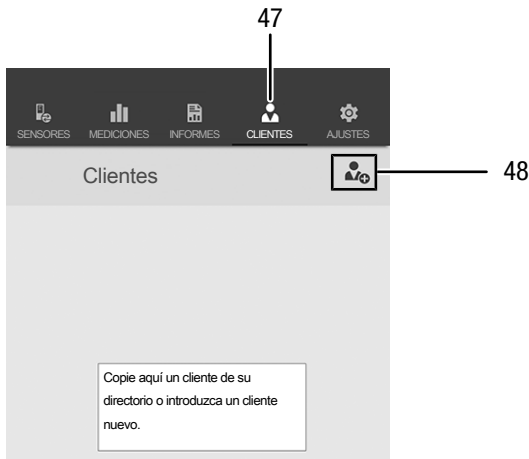 47
SENSORES MEDICIONES INFORMES CLIENTES AJUSTES
Clientes
48
Copie aquí un cliente de su
directorio o introduzca un cliente
nuevo.